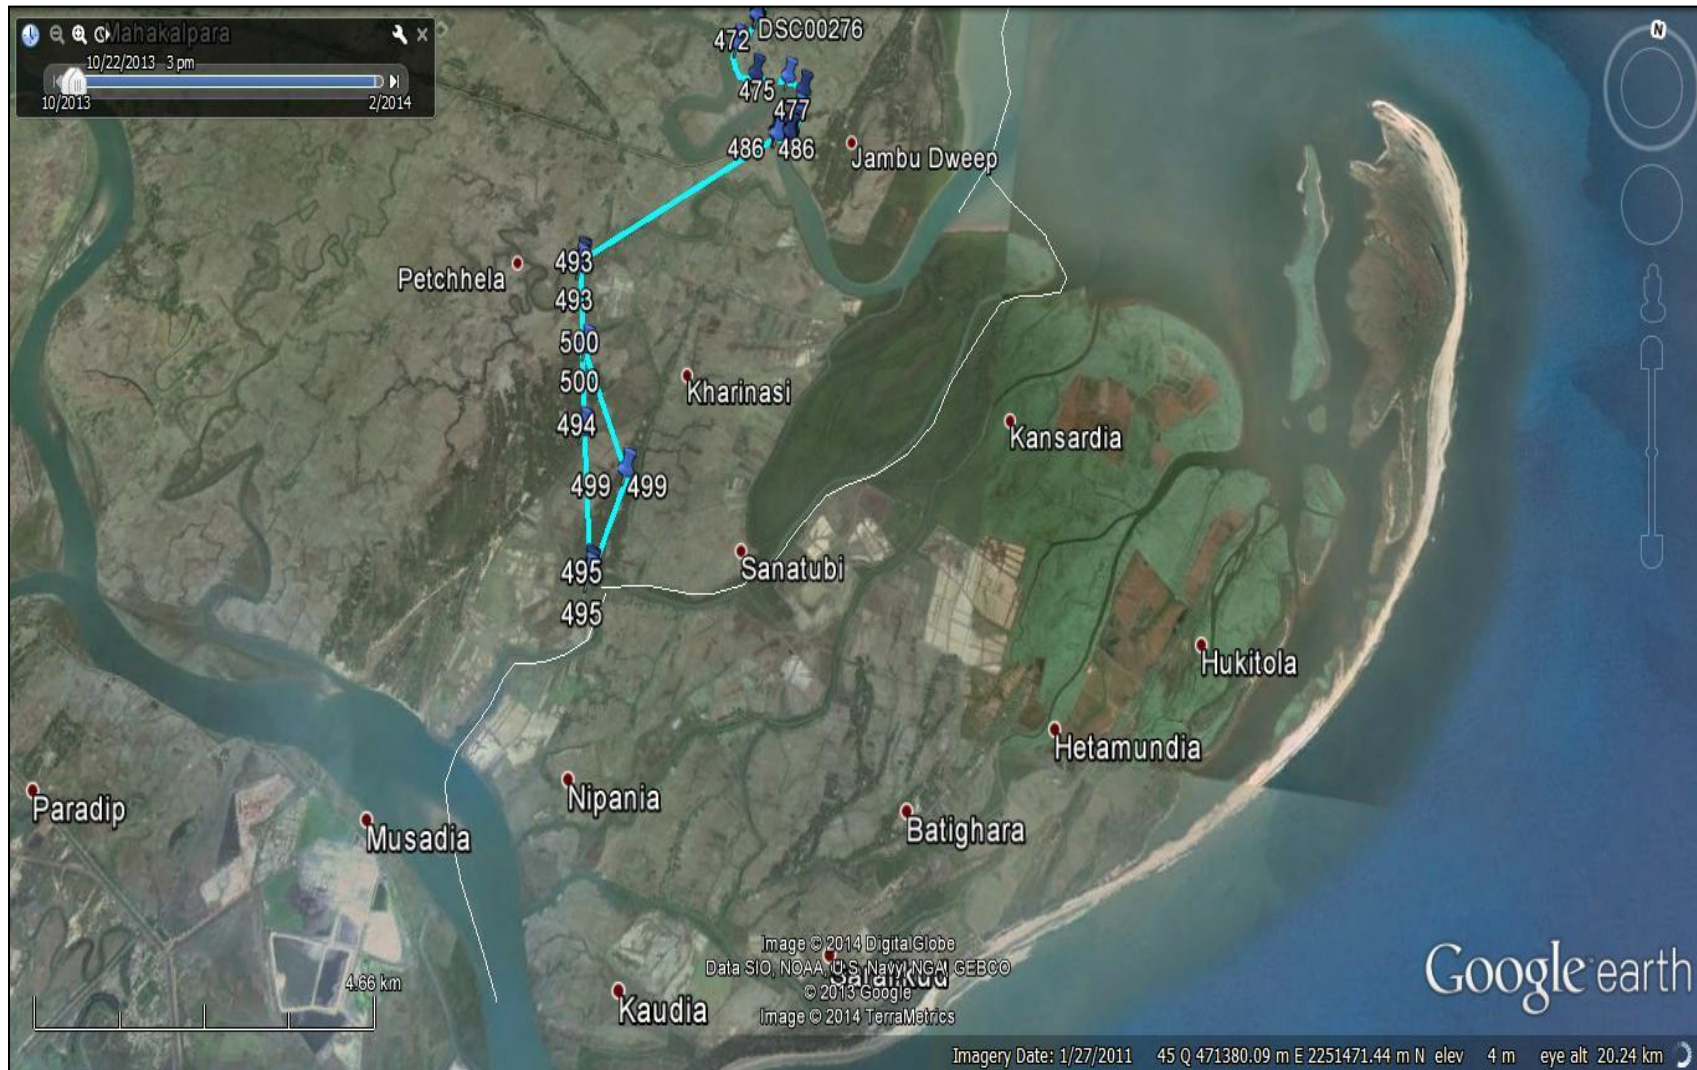 Mahakalpara
10/22/2013 3 pm
10/2013
2/2014
N
DSC00276
472
475
477
486 486
Jambu Dweep
493
Petchhela
493
500
500
Kharinasi
494
Kansardia
499 499
495
Sanatubi
495
Hukitola
Hetamundia
Nipania
Paradip
Musadia
Batighara
4.66 km
Kaudia
Image © 2014 DigitalGlobe
Data SIO, NOAA, U.S. Navy, NGA, GEBCO
© 2013 Google
Image © 2014 TerraMetrics
Google earth
Imagery Date: 1/27/2011 45 Q 471380.09 m E 2251471.44 m N elev 4 m eye alt 20.24 km